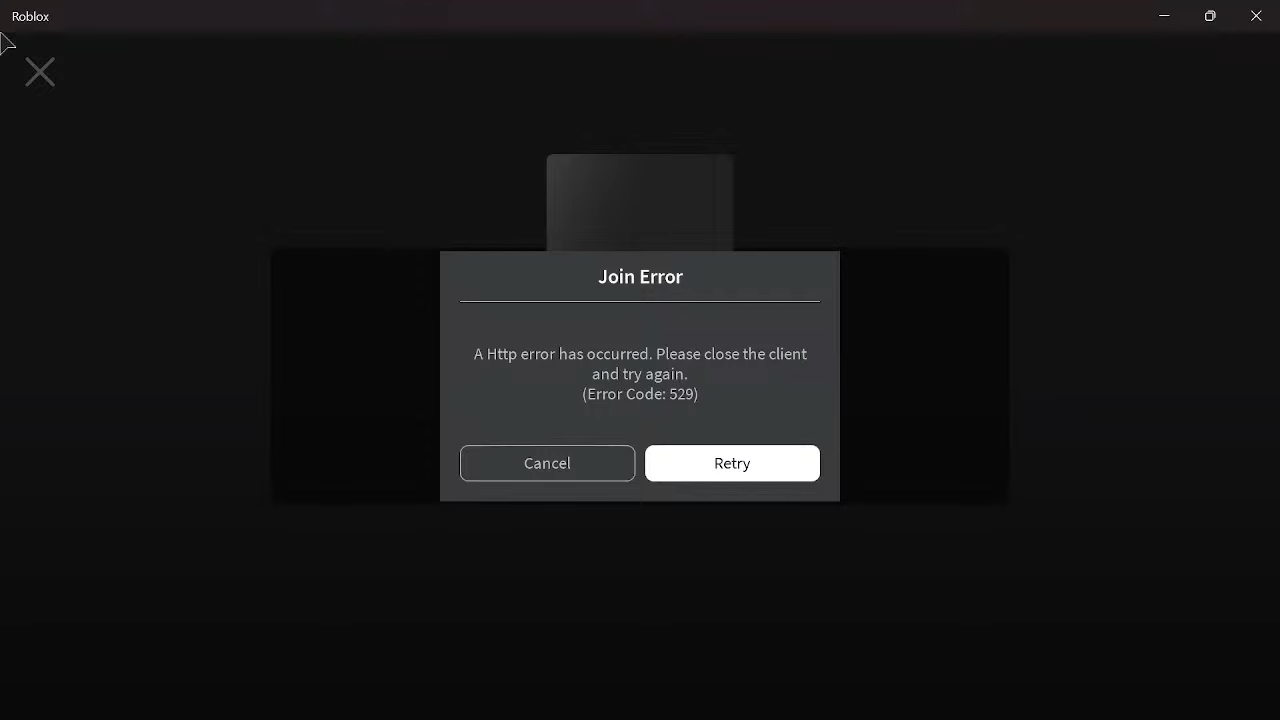 Roblox
Join Error
A Http error has occurred. Please close the client
and try again.
(Error Code: 529)
Cancel
Retry